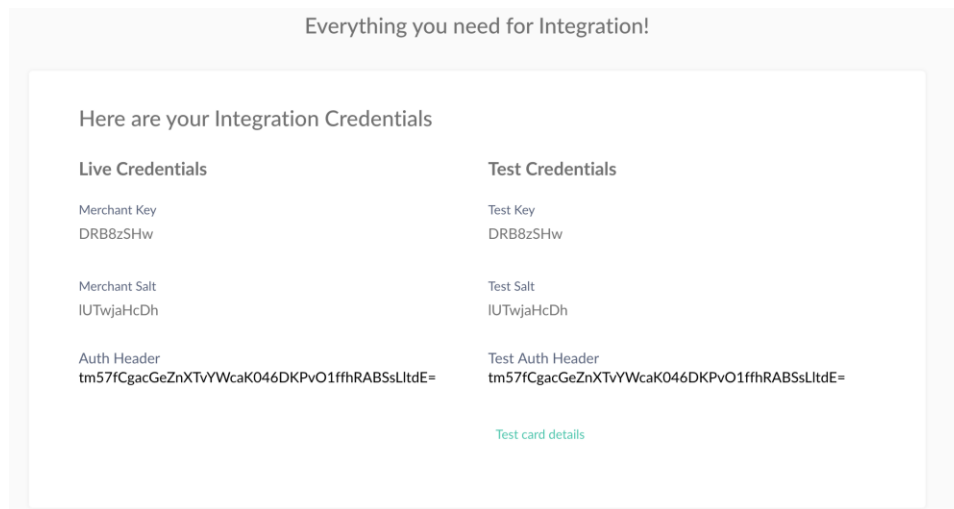 Everything you need for Integration!
Here are your Integration Credentials
Live Credentials
Merchant Key
DRB8zSHw
Merchant Salt
lUTwjaHcDh
Auth Header
tm57fCgacGeZnXTvYWcaK046DKPvO1ffhRABSsLltdE=
Test Credentials
Test Key
DRB8zSHw
Test Salt
lUTwjaHcDh
Test Auth Header
tm57fCgacGeZnXTvYWcaK046DKPvO1ffhRABSsLltdE=
Test card details